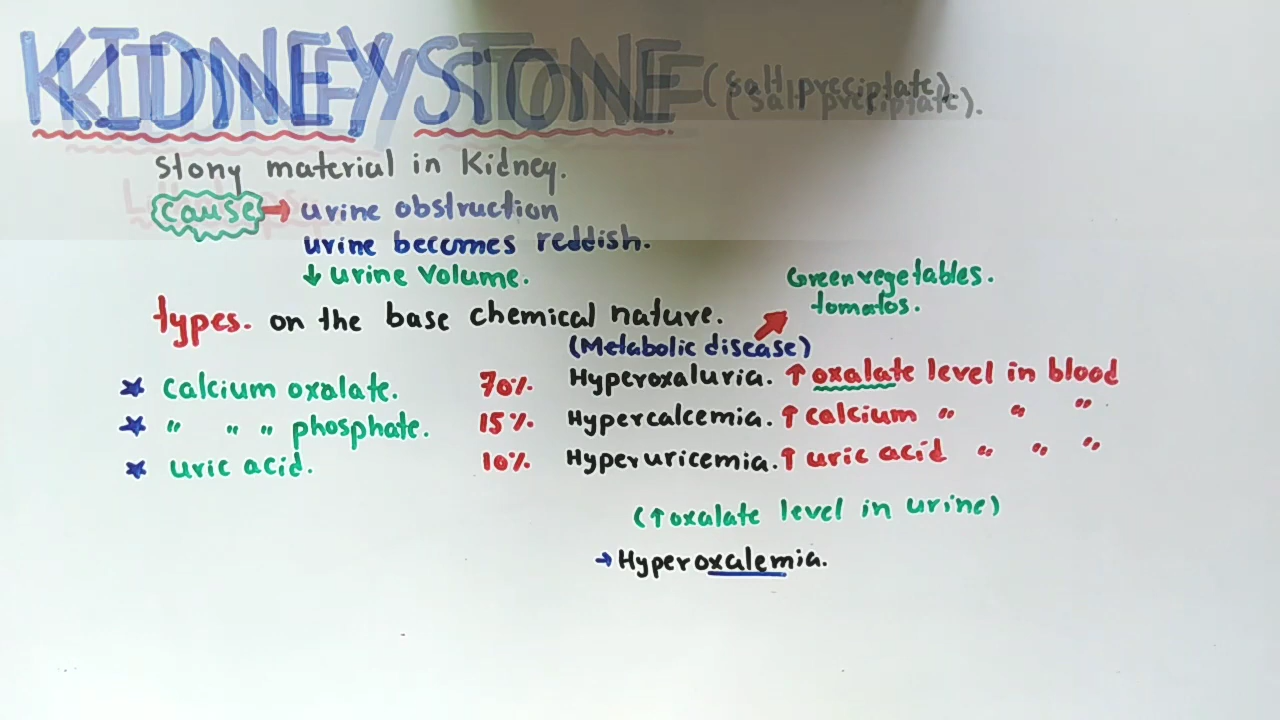 KIDNEY STONE (salt preciptate).
Stony material in Kidney.
cause → urine obstruction
urine becomes reddish.
↓ urine volume.
Green vegetables.
tomatos.
types. on the base chemical nature.
(Metabolic disease)
★ calcium oxalate. 70% Hyperoxaluria. ↑ oxalate level in blood
★ " " " phosphate. 15% Hypercalcemia. ↑ calcium " " "
★ uric acid. 10% Hyperuricemia. ↑ uric acid " " "
(↑ oxalate level in urine)
→ Hyperoxalemia.